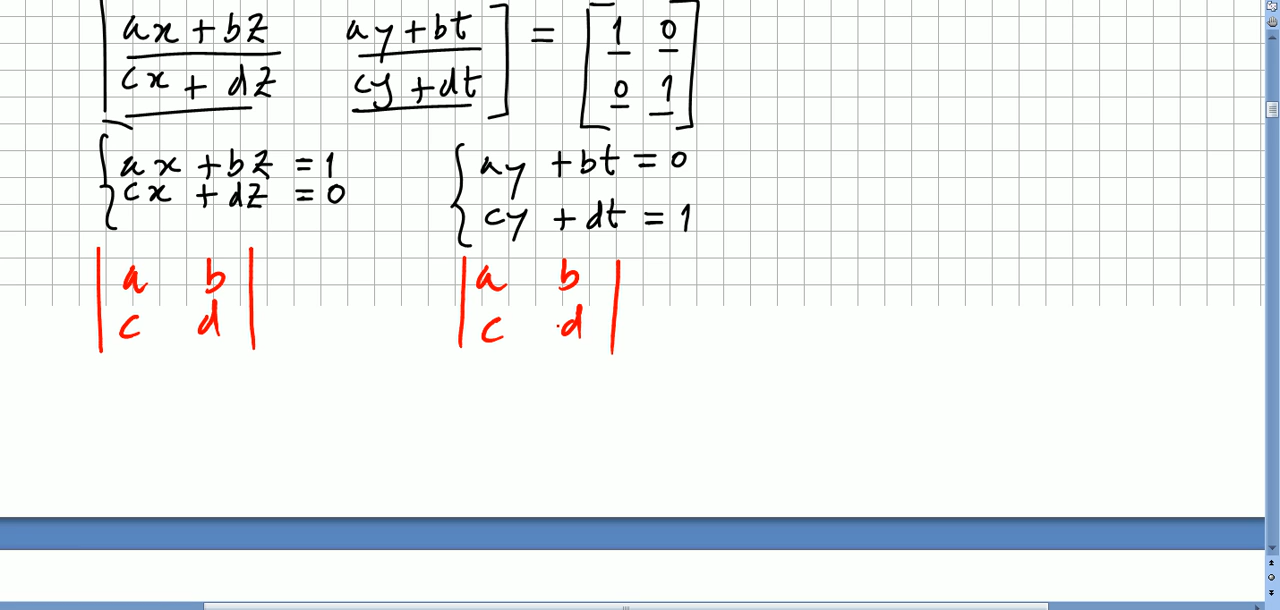 ax + bz ay + bt = 1 0
cx + dz cy + dt 0 1
ax + bz = 1 ay + bt = 0
cx + dz = 0 cy + dt = 1
a b a b
c d c d